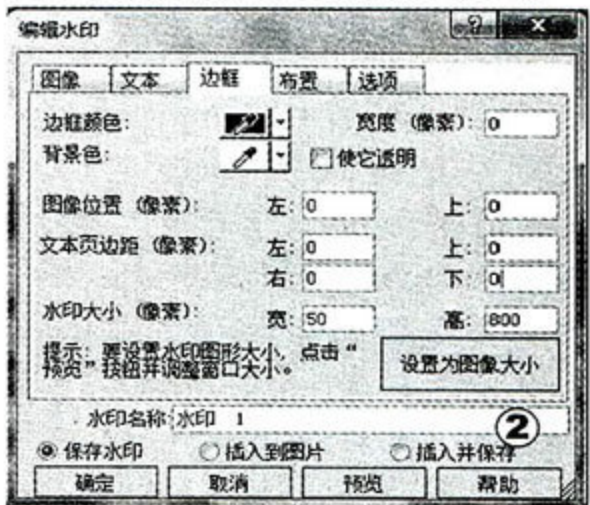 编辑水印
图像 文本 边框 布置 选项
边框颜色: 宽度（像素）: 0
背景色: 使它透明
图像位置（像素）: 左: 0 上: 0
文本页边距（像素）: 左: 0 上: 0
右: 0 下: 0
水印大小（像素）: 宽: 50 高: 800
提示: 要设置水印图形大小, 点击“
预览”按钮并调整窗口大小。
设置为图像大小
水印名称: 水印 1
②
保存水印 插入到图片 插入并保存
确定 取消 预览 帮助